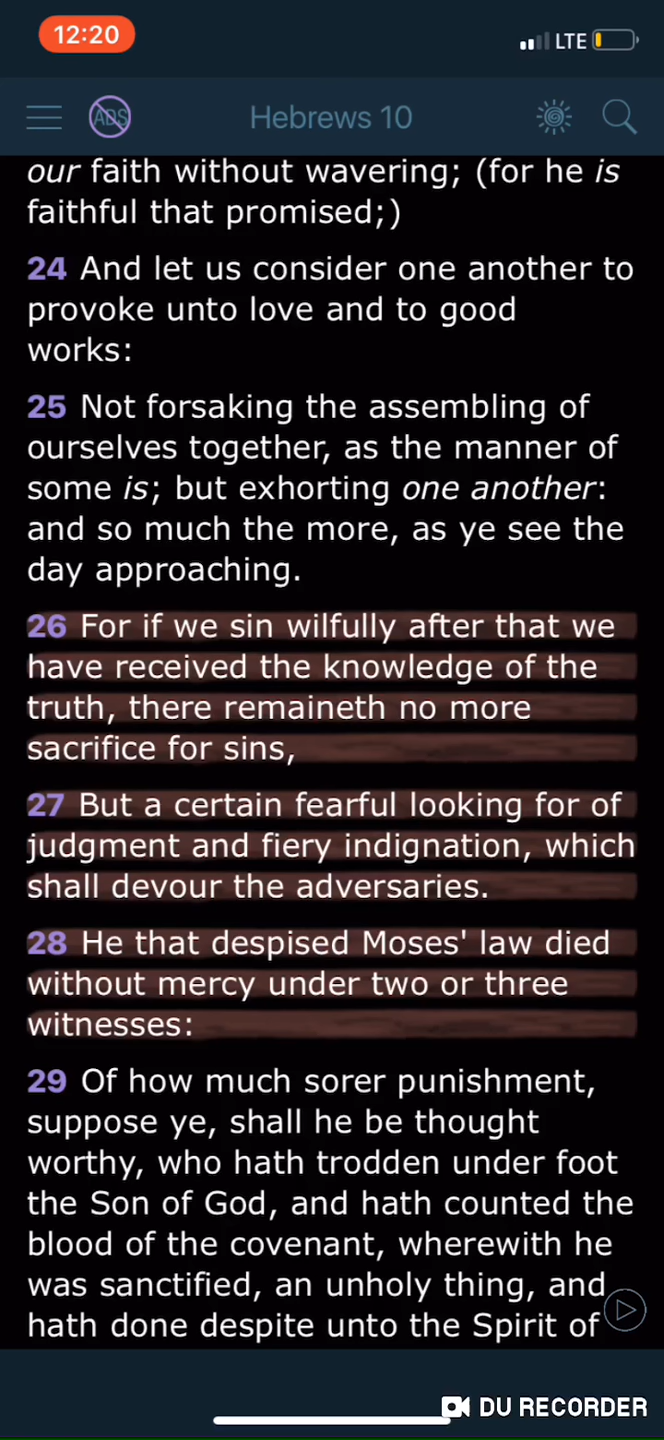 12:20
LTE
ADS
Hebrews 10
our faith without wavering; (for he is
faithful that promised;)
24 And let us consider one another to
provoke unto love and to good
works:
25 Not forsaking the assembling of
ourselves together, as the manner of
some is; but exhorting one another:
and so much the more, as ye see the
day approaching.
26 For if we sin wilfully after that we
have received the knowledge of the
truth, there remaineth no more
sacrifice for sins,
27 But a certain fearful looking for of
judgment and fiery indignation, which
shall devour the adversaries.
28 He that despised Moses' law died
without mercy under two or three
witnesses:
29 Of how much sorer punishment,
suppose ye, shall he be thought
worthy, who hath trodden under foot
the Son of God, and hath counted the
blood of the covenant, wherewith he
was sanctified, an unholy thing, and
hath done despite unto the Spirit of
DU RECORDER